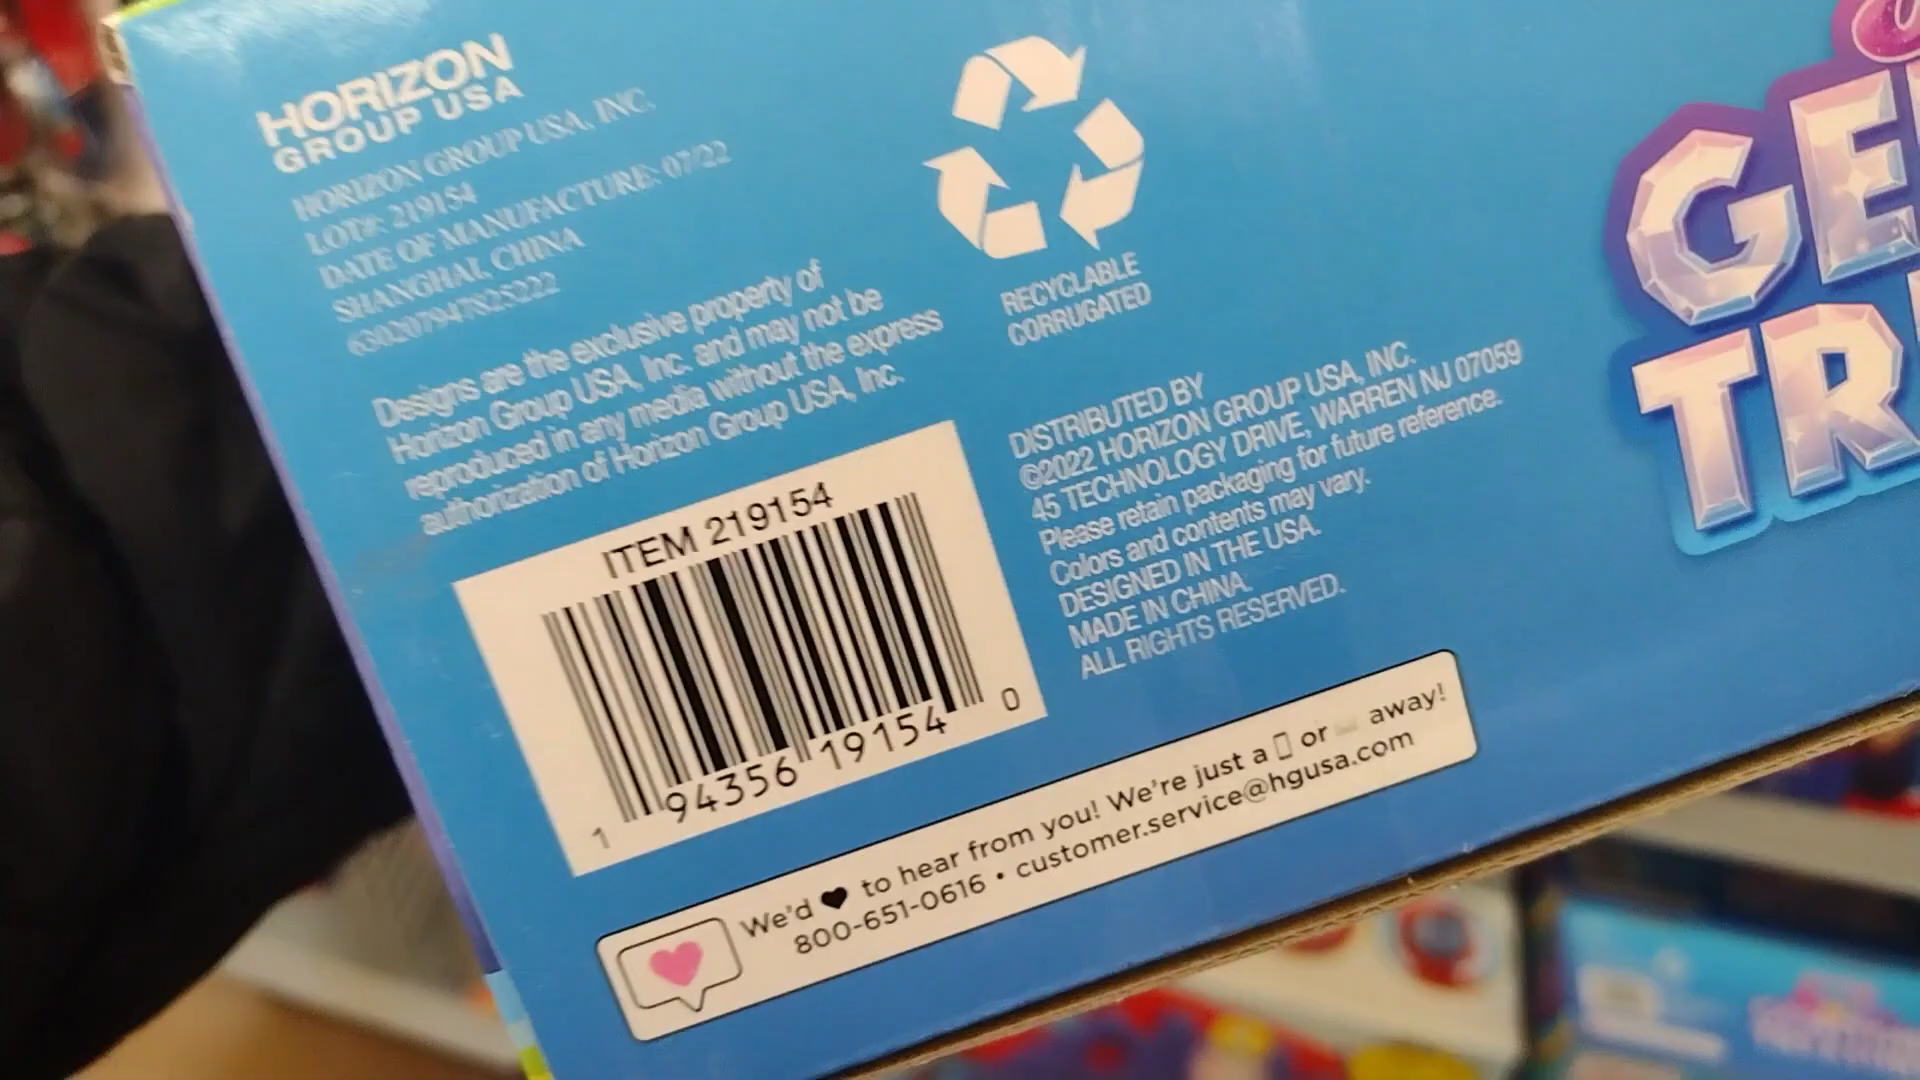 HORIZON
GROUP USA
HORIZON GROUP USA, INC.
LOT#: 219154
DATE OF MANUFACTURE: 07/22
SHANGHAI, CHINA
Designs are the exclusive property of
Horizon Group USA, Inc. and may not be
reproduced in any media without the express
authorization of Horizon Group USA, Inc.
RECYCLABLE
CORRUGATED
DISTRIBUTED BY
©2022 HORIZON GROUP USA, INC.
45 TECHNOLOGY DRIVE, WARREN NJ 07059
Please retain packaging for future reference.
Colors and contents may vary.
DESIGNED IN THE USA.
MADE IN CHINA.
ALL RIGHTS RESERVED.
ITEM 219154
1 94356 19154 0
We'd ♥ to hear from you! We're just a or away!
800-651-0616 • customer.service@hgusa.com
GE
TR